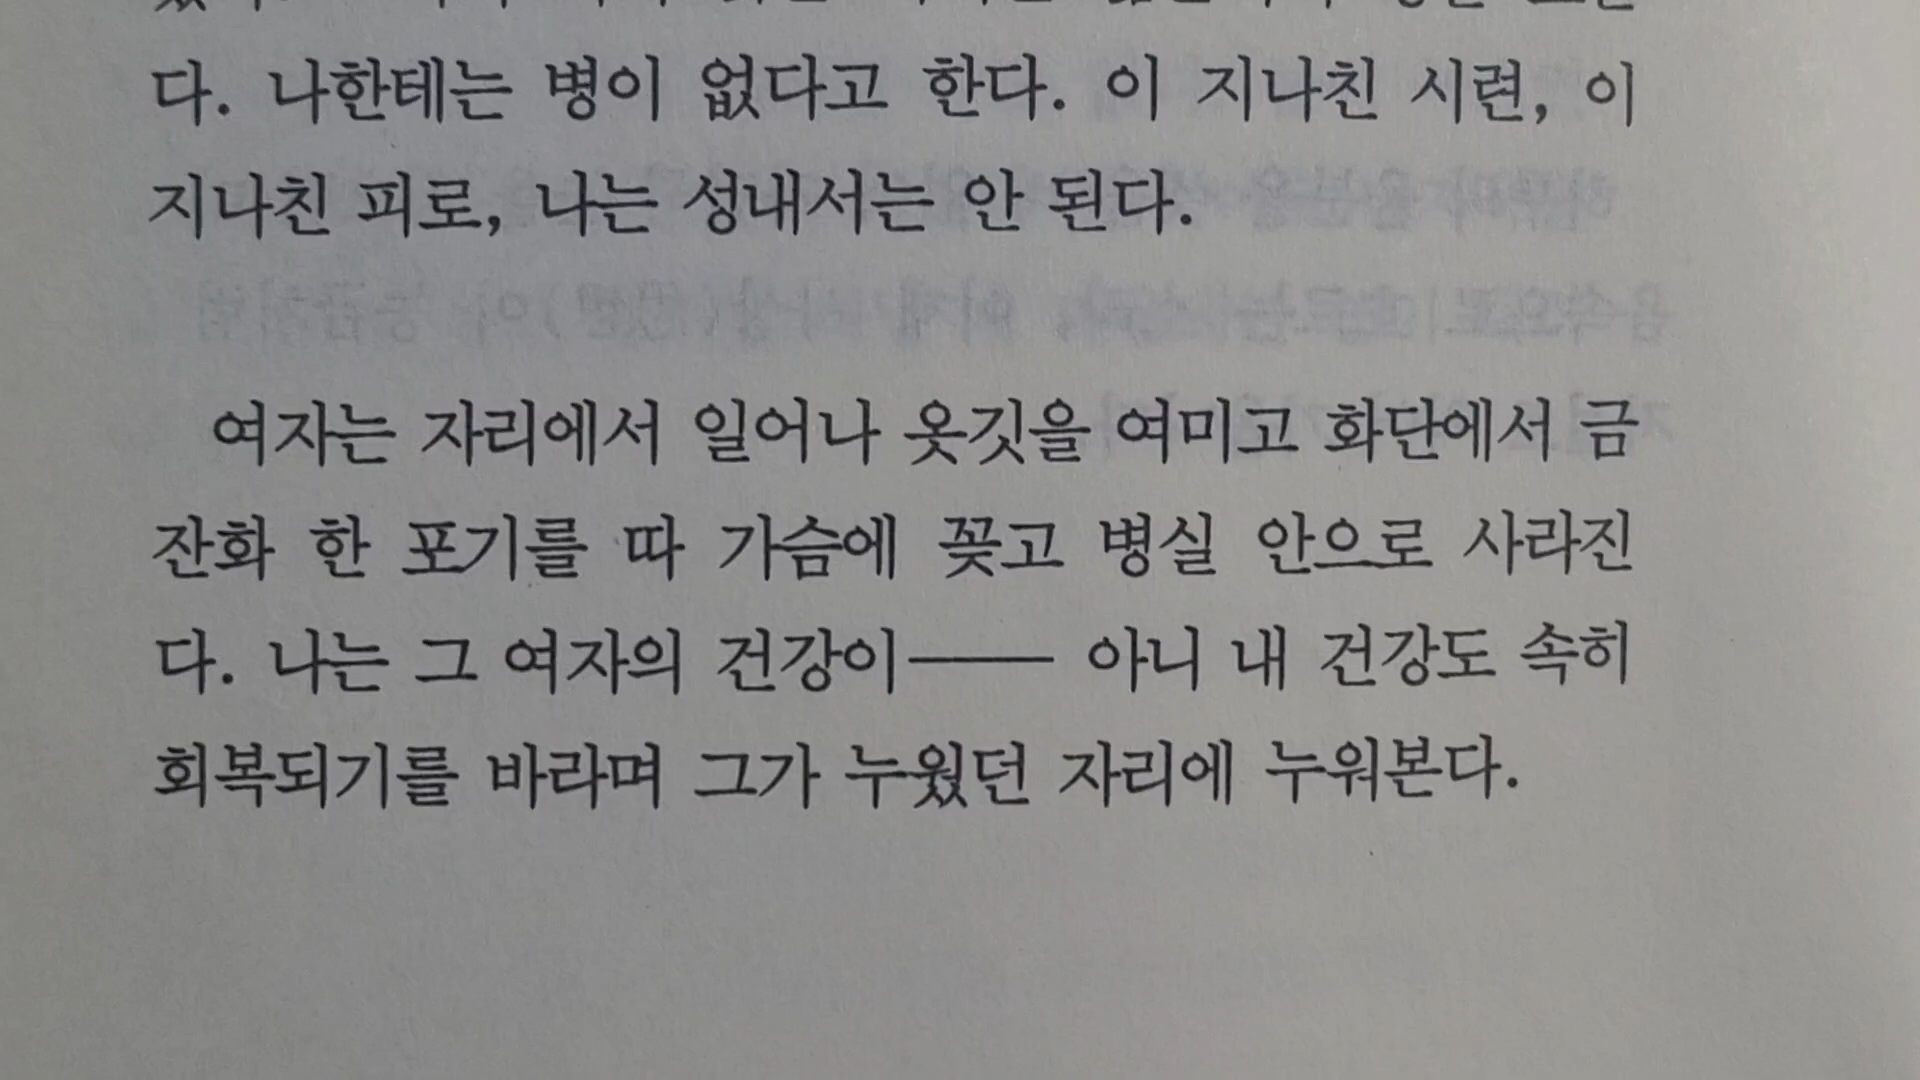 다. 나한테는 병이 없다고 한다. 이 지나친 시련, 이
지나친 피로, 나는 성내서는 안 된다.
여자는 자리에서 일어나 옷깃을 여미고 화단에서 금
잔화 한 포기를 따 가슴에 꽂고 병실 안으로 사라진
다. 나는 그 여자의 건강이―― 아니 내 건강도 속히
회복되기를 바라며 그가 누웠던 자리에 누워본다.